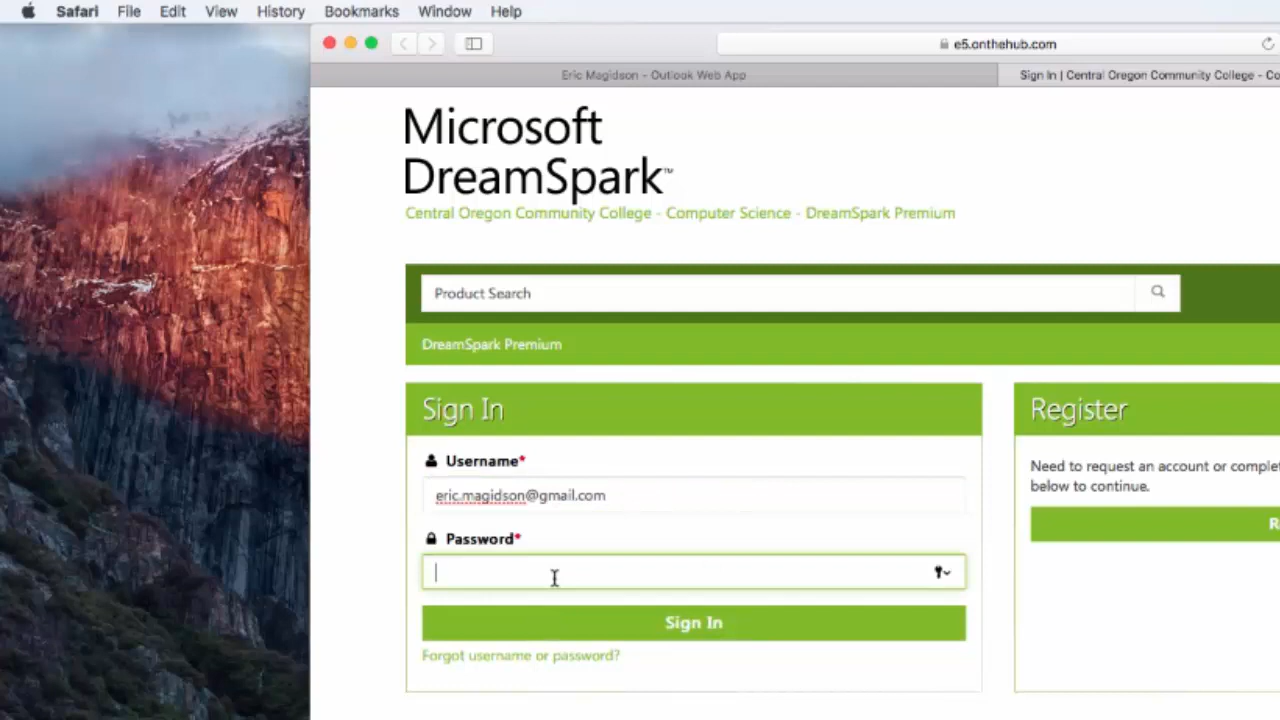 Safari File Edit View History Bookmarks Window Help
e5.onthehub.com
Eric Magidson - Outlook Web App
Sign In | Central Oregon Community College - Co
Microsoft
DreamSpark™
Central Oregon Community College - Computer Science - DreamSpark Premium
Product Search
DreamSpark Premium
Sign In
Username*
eric.magidson@gmail.com
Password*
Sign In
Forgot username or password?
Register
Need to request an account or complet
below to continue.
R